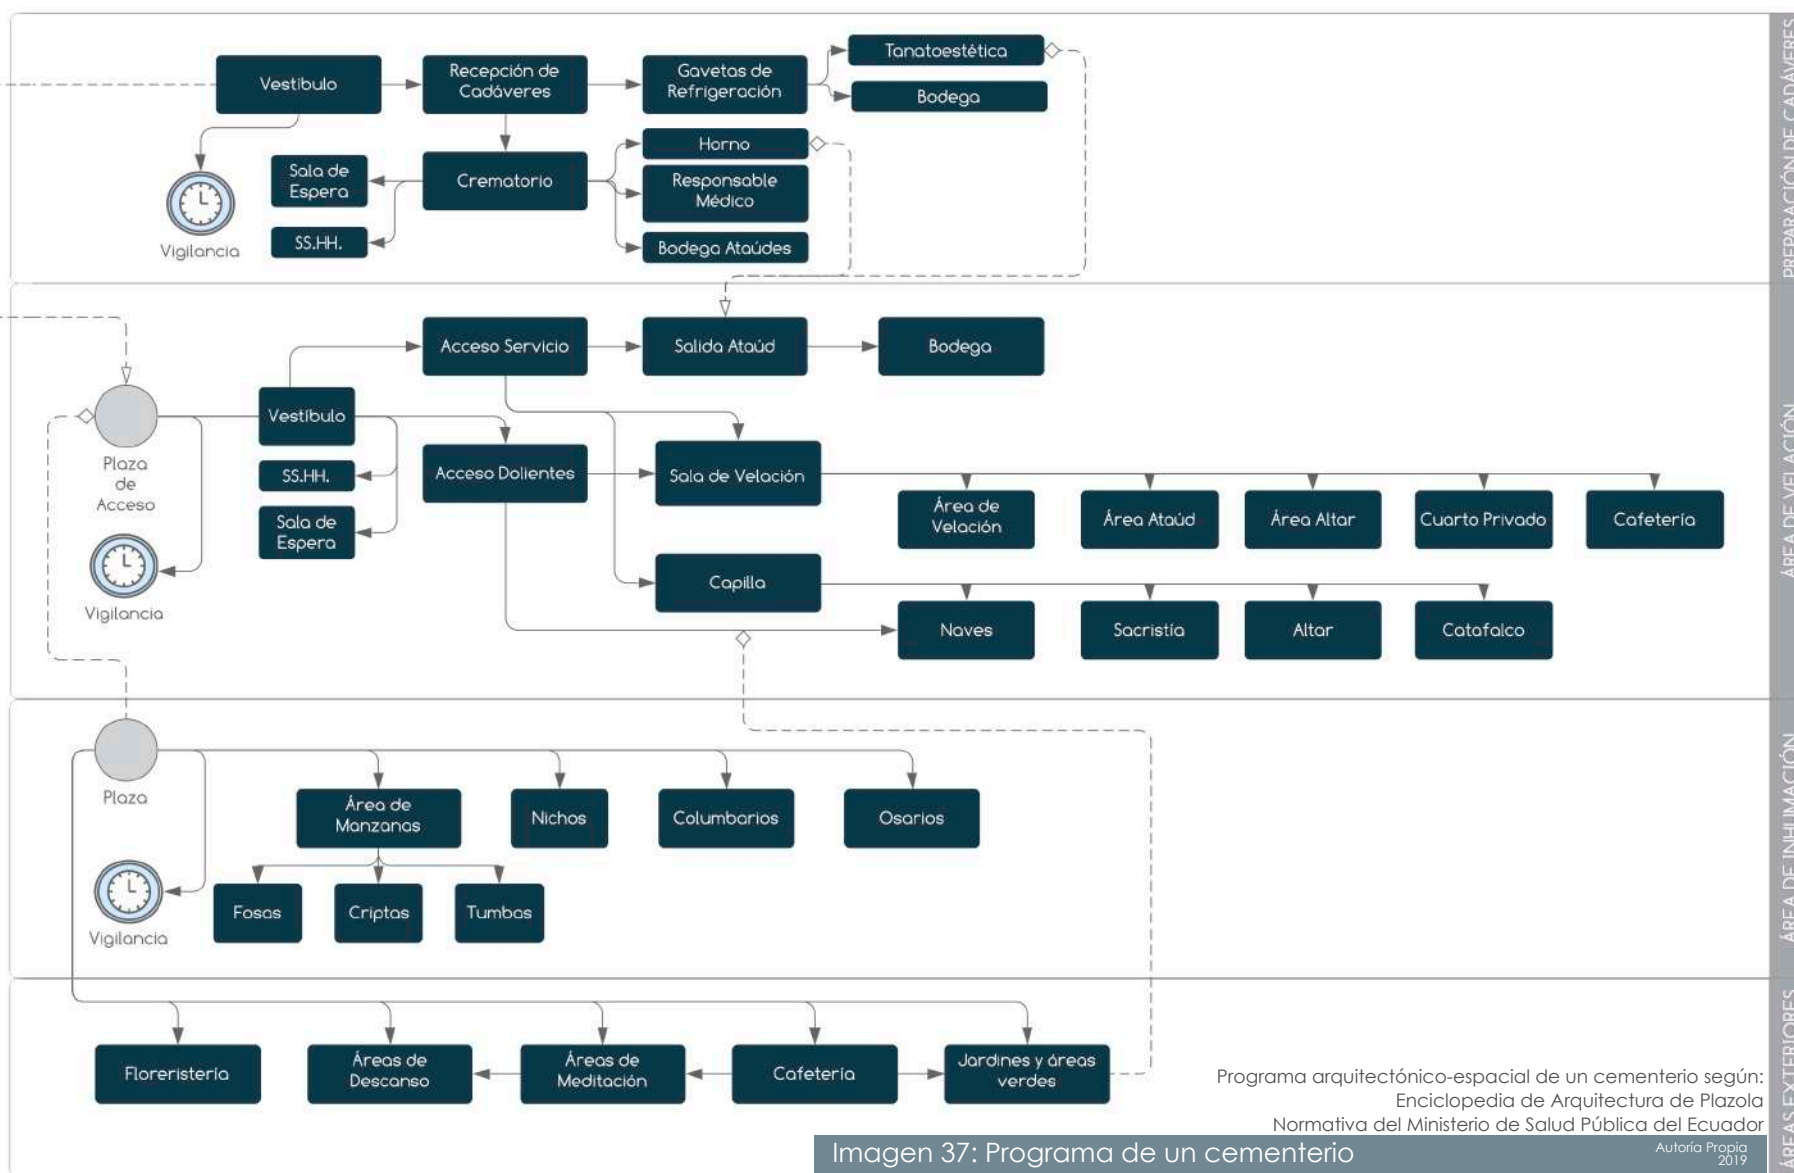 Vestíbulo
Recepción de
Cadáveres
Gavetas de
Refrigeración
Tanatoestética
Bodega
Vigilancia
Sala de
Espera
SS.HH.
Crematorio
Horno
Responsable
Médico
Bodega Ataúdes
PREPARACIÓN DE CADÁVERES
Acceso Servicio
Salida Ataúd
Bodega
Plaza
de
Acceso
Vigilancia
Vestíbulo
SS.HH.
Sala de
Espera
Acceso Dolientes
Sala de Velación
Área de
Velación
Área Ataúd
Área Altar
Cuarto Privado
Cafetería
Capilla
Naves
Sacristía
Altar
Catafalco
ÁREA DE VELACIÓN
Plaza
Vigilancia
Área de
Manzanas
Nichos
Columbarios
Osarios
Fosas
Criptas
Tumbas
ÁREA DE INHUMACIÓN
Floreristería
Áreas de
Descanso
Áreas de
Meditación
Cafetería
Jardines y áreas
verdes
ÁREAS EXTERIORES
Programa arquitectónico-espacial de un cementerio según:
Enciclopedia de Arquitectura de Plazola
Normativa del Ministerio de Salud Pública del Ecuador
Imagen 37: Programa de un cementerio
Autoría Propia
2019